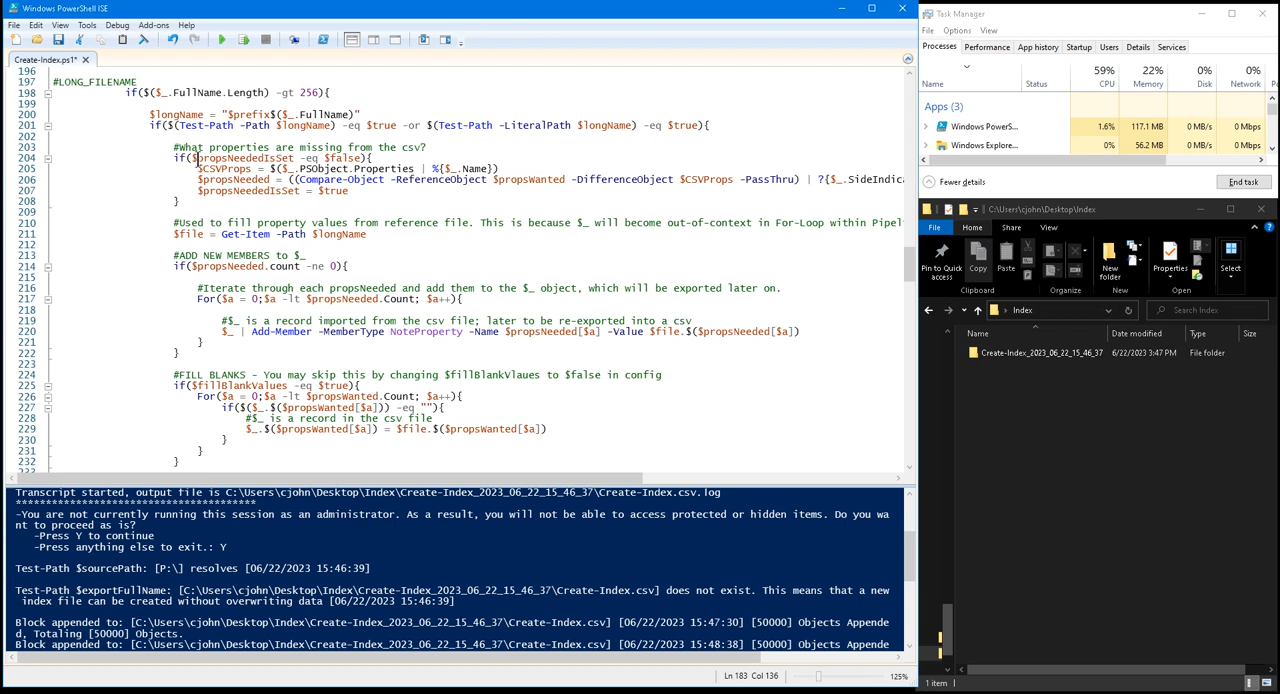 Windows PowerShell ISE
File Edit View Tools Debug Add-ons Help
Create-Index.ps1*
196
197 #LONG_FILENAME
198 if($($_.FullName.Length) -gt 256){
199
200 $longName = "$prefix$($_.FullName)"
201 if($(Test-Path -Path $longName) -eq $true -or $(Test-Path -LiteralPath $longName) -eq $true){
202
203 #What properties are missing from the csv?
204 if($propsNeededIsSet -eq $false){
205 $CSVProps = $($_.PSObject.Properties | %{$_.Name})
206 $propsNeeded = ((Compare-Object -ReferenceObject $propsWanted -DifferenceObject $CSVProps -PassThru) | ?{$_.SideIndica
207 $propsNeededIsSet = $true
208 }
209
210 #Used to fill property values from reference file. This is because $_ will become out-of-context in For-Loop within Pipeli
211 $file = Get-Item -Path $longName
212
213 #ADD NEW MEMBERS to $_
214 if($propsNeeded.count -ne 0){
215
216 #Iterate through each propsNeeded and add them to the $_ object, which will be exported later on.
217 For($a = 0;$a -lt $propsNeeded.Count; $a++){
218
219 #$_ is a record imported from the csv file; later to be re-exported into a csv
220 $_ | Add-Member -MemberType NoteProperty -Name $propsNeeded[$a] -Value $file.$($propsNeeded[$a])
221 }
222 }
223
224 #FILL BLANKS - You may skip this by changing $fillBlankVlaues to $false in config
225 if($fillBlankValues -eq $true){
226 For($a = 0;$a -lt $propsWanted.Count; $a++){
227 if($($_.$($propsWanted[$a])) -eq ""){
228 #$_ is a record in the csv file
229 $_.$($propsWanted[$a]) = $file.$($propsWanted[$a])
230 }
231 }
232 }
233
Transcript started, output file is C:\Users\cjohn\Desktop\Index\Create-Index_2023_06_22_15_46_37\Create-Index.csv.log
**************************************
-You are not currently running this session as an administrator. As a result, you will not be able to access protected or hidden items. Do you wa
nt to proceed as is?
-Press Y to continue
-Press anything else to exit.: Y
Test-Path $sourcePath: [P:\] resolves [06/22/2023 15:46:39]
Test-Path $exportFullName: [C:\Users\cjohn\Desktop\Index\Create-Index_2023_06_22_15_46_37\Create-Index.csv] does not exist. This means that a new
index file can be created without overwriting data [06/22/2023 15:46:39]
Block appended to: [C:\Users\cjohn\Desktop\Index\Create-Index_2023_06_22_15_46_37\Create-Index.csv] [06/22/2023 15:47:30] [50000] Objects Appende
d, Totaling [50000] Objects.
Block appended to: [C:\Users\cjohn\Desktop\Index\Create-Index_2023_06_22_15_46_37\Create-Index.csv] [06/22/2023 15:48:38] [50000] Objects Appende
Ln 183 Col 136
125%
Task Manager
File Options View
Processes Performance App history Startup Users Details Services
59% 22% 0% 0%
Name Status CPU Memory Disk Network
Apps (3)
Windows PowerS... 1.6% 117.1 MB 0 MB/s 0 Mbps
Windows Explore... 0% 56.2 MB 0 MB/s 0 Mbps
Fewer details
End task
C:\Users\cjohn\Desktop\Index
File Home Share View
Pin to Quick access
Copy
Paste
New folder
Properties
Select
Clipboard Organize New Open
Index
Search Index
Name Date modified Type Size
Create-Index_2023_06_22_15_46_37 6/22/2023 3:47 PM File folder
1 item